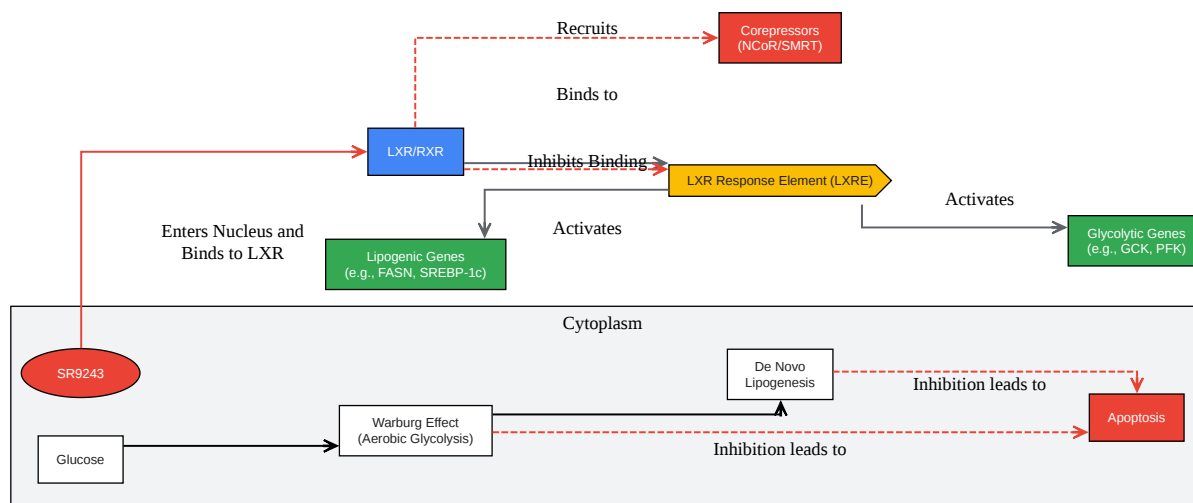 Recruits
Corepressors
(NCoR/SMRT)
Binds to
LXR/RXR
Inhibits Binding
LXR Response Element (LXRE)
Activates
Enters Nucleus and
Binds to LXR
Activates
Lipogenic Genes
(e.g., FASN, SREBP-1c)
Glycolytic Genes
(e.g., GCK, PFK)
Cytoplasm
SR9243
De Novo
Lipogenesis
Inhibition leads to
Warburg Effect
(Aerobic Glycolysis)
Apoptosis
Glucose
Inhibition leads to